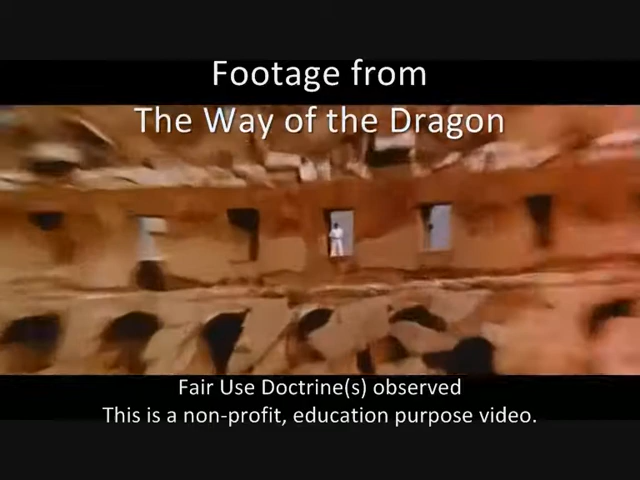 Footage from
The Way of the Dragon
Fair Use Doctrine(s) observed
This is a non-profit, education purpose video.